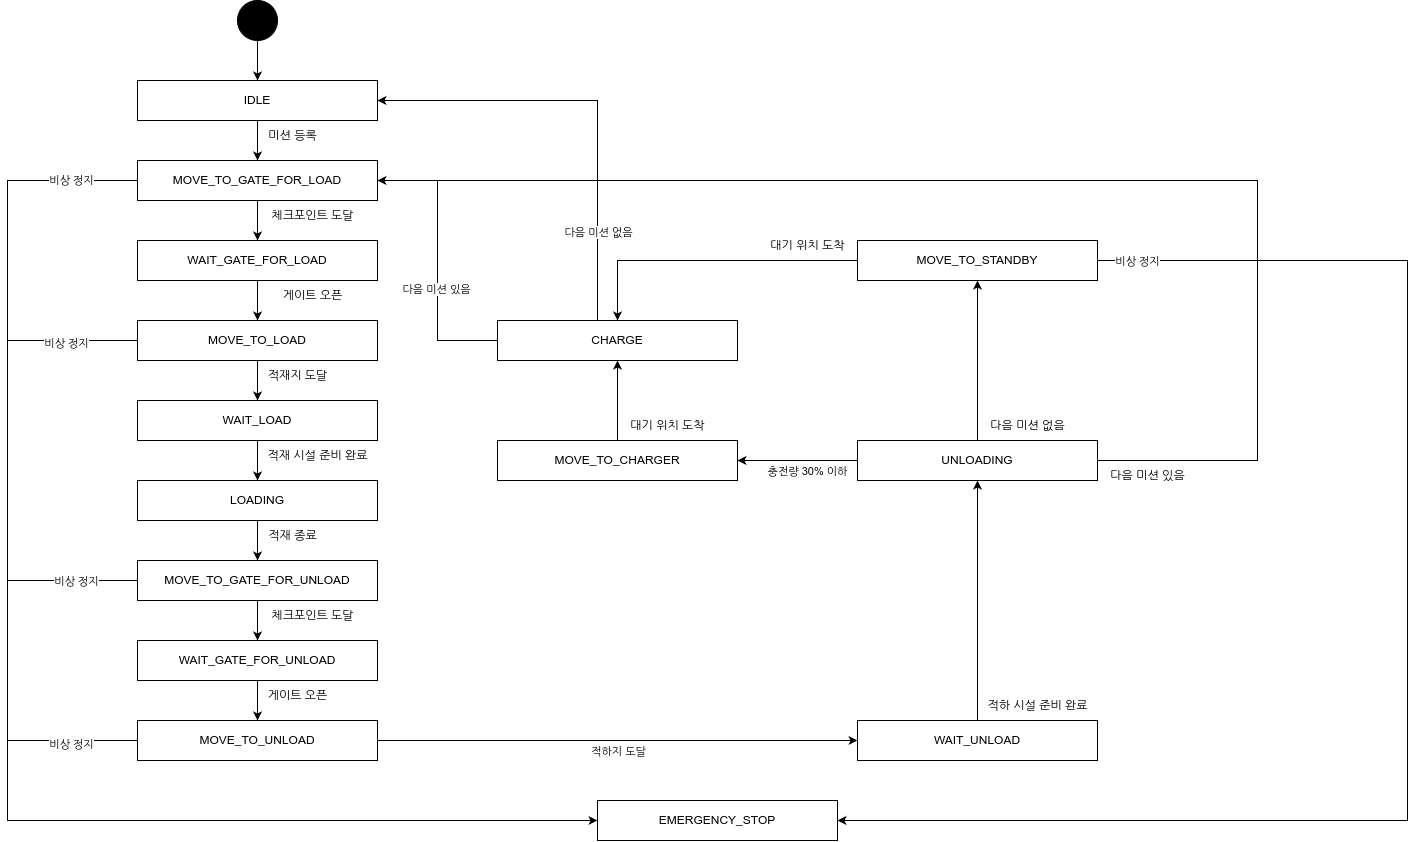 IDLE
미션 등록
비상 정지
MOVE_TO_GATE_FOR_LOAD
체크포인트 도달
다음 미션 없음
대기 위치 도착
WAIT_GATE_FOR_LOAD
MOVE_TO_STANDBY
비상 정지
게이트 오픈
다음 미션 있음
비상 정지
MOVE_TO_LOAD
CHARGE
적재지 도달
WAIT_LOAD
대기 위치 도착
다음 미션 없음
적재 시설 준비 완료
MOVE_TO_CHARGER
충전량 30% 이하
UNLOADING
다음 미션 있음
LOADING
적재 종료
비상 정지
MOVE_TO_GATE_FOR_UNLOAD
체크포인트 도달
WAIT_GATE_FOR_UNLOAD
게이트 오픈
적하 시설 준비 완료
비상 정지
MOVE_TO_UNLOAD
적하지 도달
WAIT_UNLOAD
EMERGENCY_STOP